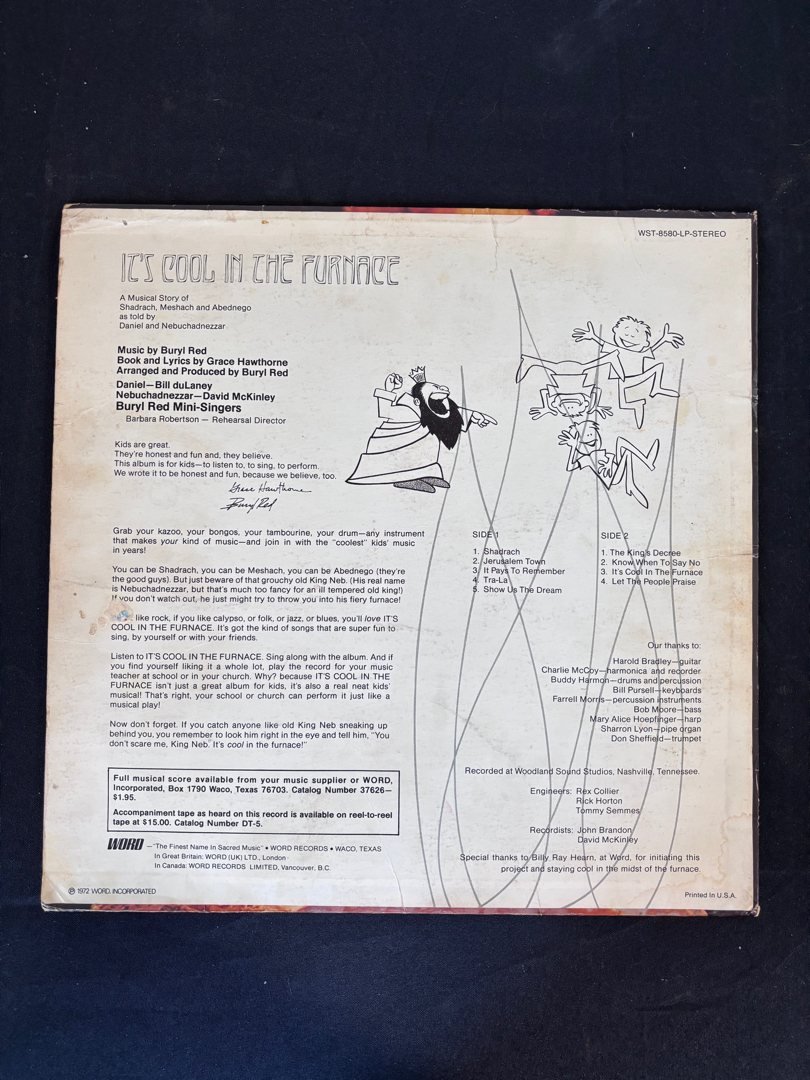 WST-8580-LP-STEREO
IT'S COOL IN THE FURNACE
A Musical Story of
Shadrach, Meshach and Abednego
as told by
Daniel and Nebuchadnezzar
Music by Buryl Red
Book and Lyrics by Grace Hawthorne
Arranged and Produced by Buryl Red
Daniel—Bill duLaney
Nebuchadnezzar—David McKinley
Buryl Red Mini-Singers
Barbara Robertson — Rehearsal Director
Kids are great.
They're honest and fun and, they believe.
This album is for kids—to listen to, to sing, to perform.
We wrote it to be honest and fun, because we believe, too.
Grace Hawthorne
Buryl Red
Grab your kazoo, your bongos, your tambourine, your drum—any instrument
that makes your kind of music—and join in with the "coolest" kids' music
in years!
You can be Shadrach, you can be Meshach, you can be Abednego (they're
the good guys). But just beware of that grouchy old King Neb. (His real name
is Nebuchadnezzar, but that's much too fancy for an ill tempered old king!)
If you don't watch out, he just might try to throw you into his fiery furnace!
like rock, if you like calypso, or folk, or jazz, or blues, you'll love IT'S
COOL IN THE FURNACE. It's got the kind of songs that are super fun to
sing, by yourself or with your friends.
Listen to IT'S COOL IN THE FURNACE. Sing along with the album. And if
you find yourself liking it a whole lot, play the record for your music
teacher at school or in your church. Why? because IT'S COOL IN THE
FURNACE isn't just a great album for kids, it's also a real neat kids'
musical! That's right, your school or church can perform it just like a
musical play!
Now don't forget. If you catch anyone like old King Neb sneaking up
behind you, you remember to look him right in the eye and tell him, "You
don't scare me, King Neb. It's cool in the furnace!"
Full musical score available from your music supplier or WORD,
Incorporated, Box 1790 Waco, Texas 76703. Catalog Number 37626—
$1.95.
Accompaniment tape as heard on this record is available on reel-to-reel
tape at $15.00. Catalog Number DT-5.
WORD —"The Finest Name In Sacred Music" • WORD RECORDS • WACO, TEXAS
In Great Britain: WORD (UK) LTD., London
In Canada: WORD RECORDS LIMITED, Vancouver, B.C.
© 1972 WORD, INCORPORATED
SIDE 1
1. Shadrach
2. Jerusalem Town
3. It Pays To Remember
4. Tra-La
5. Show Us The Dream
SIDE 2
1. The King's Decree
2. Know When To Say No
3. It's Cool In The Furnace
4. Let The People Praise
Our thanks to:
Harold Bradley—guitar
Charlie McCoy—harmonica and recorder
Buddy Harmon—drums and percussion
Bill Pursell—keyboards
Farrell Morris—percussion instruments
Bob Moore—bass
Mary Alice Hoepfinger—harp
Sharron Lyon—pipe organ
Don Sheffield—trumpet
Recorded at Woodland Sound Studios, Nashville, Tennessee.
Engineers: Rex Collier
Rick Horton
Tommy Semmes
Recordists: John Brandon
David McKinley
Special thanks to Billy Ray Hearn, at Word, for initiating this
project and staying cool in the midst of the furnace.
Printed In U.S.A.